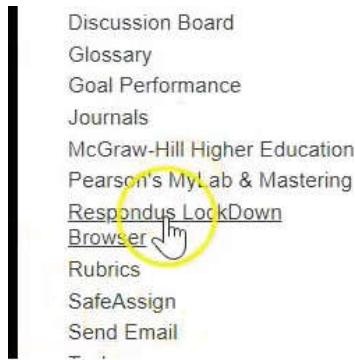 Discussion Board
Glossary
Goal Performance
Journals
McGraw-Hill Higher Education
Pearson's MyLab & Mastering
Respondus LockDown
Browser
Rubrics
SafeAssign
Send Email